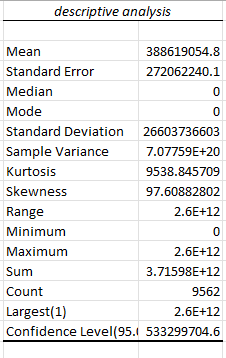 descriptive analysis
Mean 388619054.8
Standard Error 272062240.1
Median 0
Mode 0
Standard Deviation 26603736603
Sample Variance 7.07759E+20
Kurtosis 9538.845709
Skewness 97.60882802
Range 2.6E+12
Minimum 0
Maximum 2.6E+12
Sum 3.71598E+12
Count 9562
Largest(1) 2.6E+12
Confidence Level(95.0 533299704.6